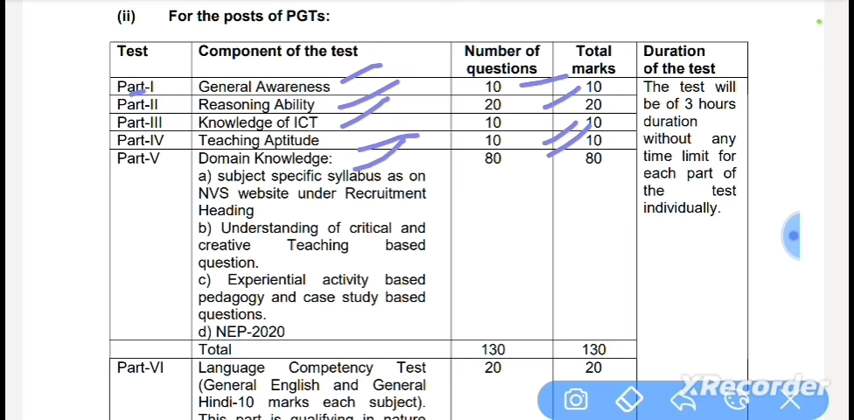 (ii) For the posts of PGTs:
Test Component of the test Number of questions Total marks Duration of the test
Part-I General Awareness 10 10 The test will
Part-II Reasoning Ability 20 20 be of 3 hours
Part-III Knowledge of ICT 10 10 duration
Part-IV Teaching Aptitude 10 10 without any
Part-V Domain Knowledge: 80 80 time limit for
a) subject specific syllabus as on each part of
NVS website under Recruitment the test
Heading individually.
b) Understanding of critical and
creative Teaching based
question.
c) Experiential activity based
pedagogy and case study based
questions.
d) NEP-2020
Total 130 130
Part-VI Language Competency Test 20 20
(General English and General
Hindi-10 marks each subject).
This part is qualifying in nature
XRecorder